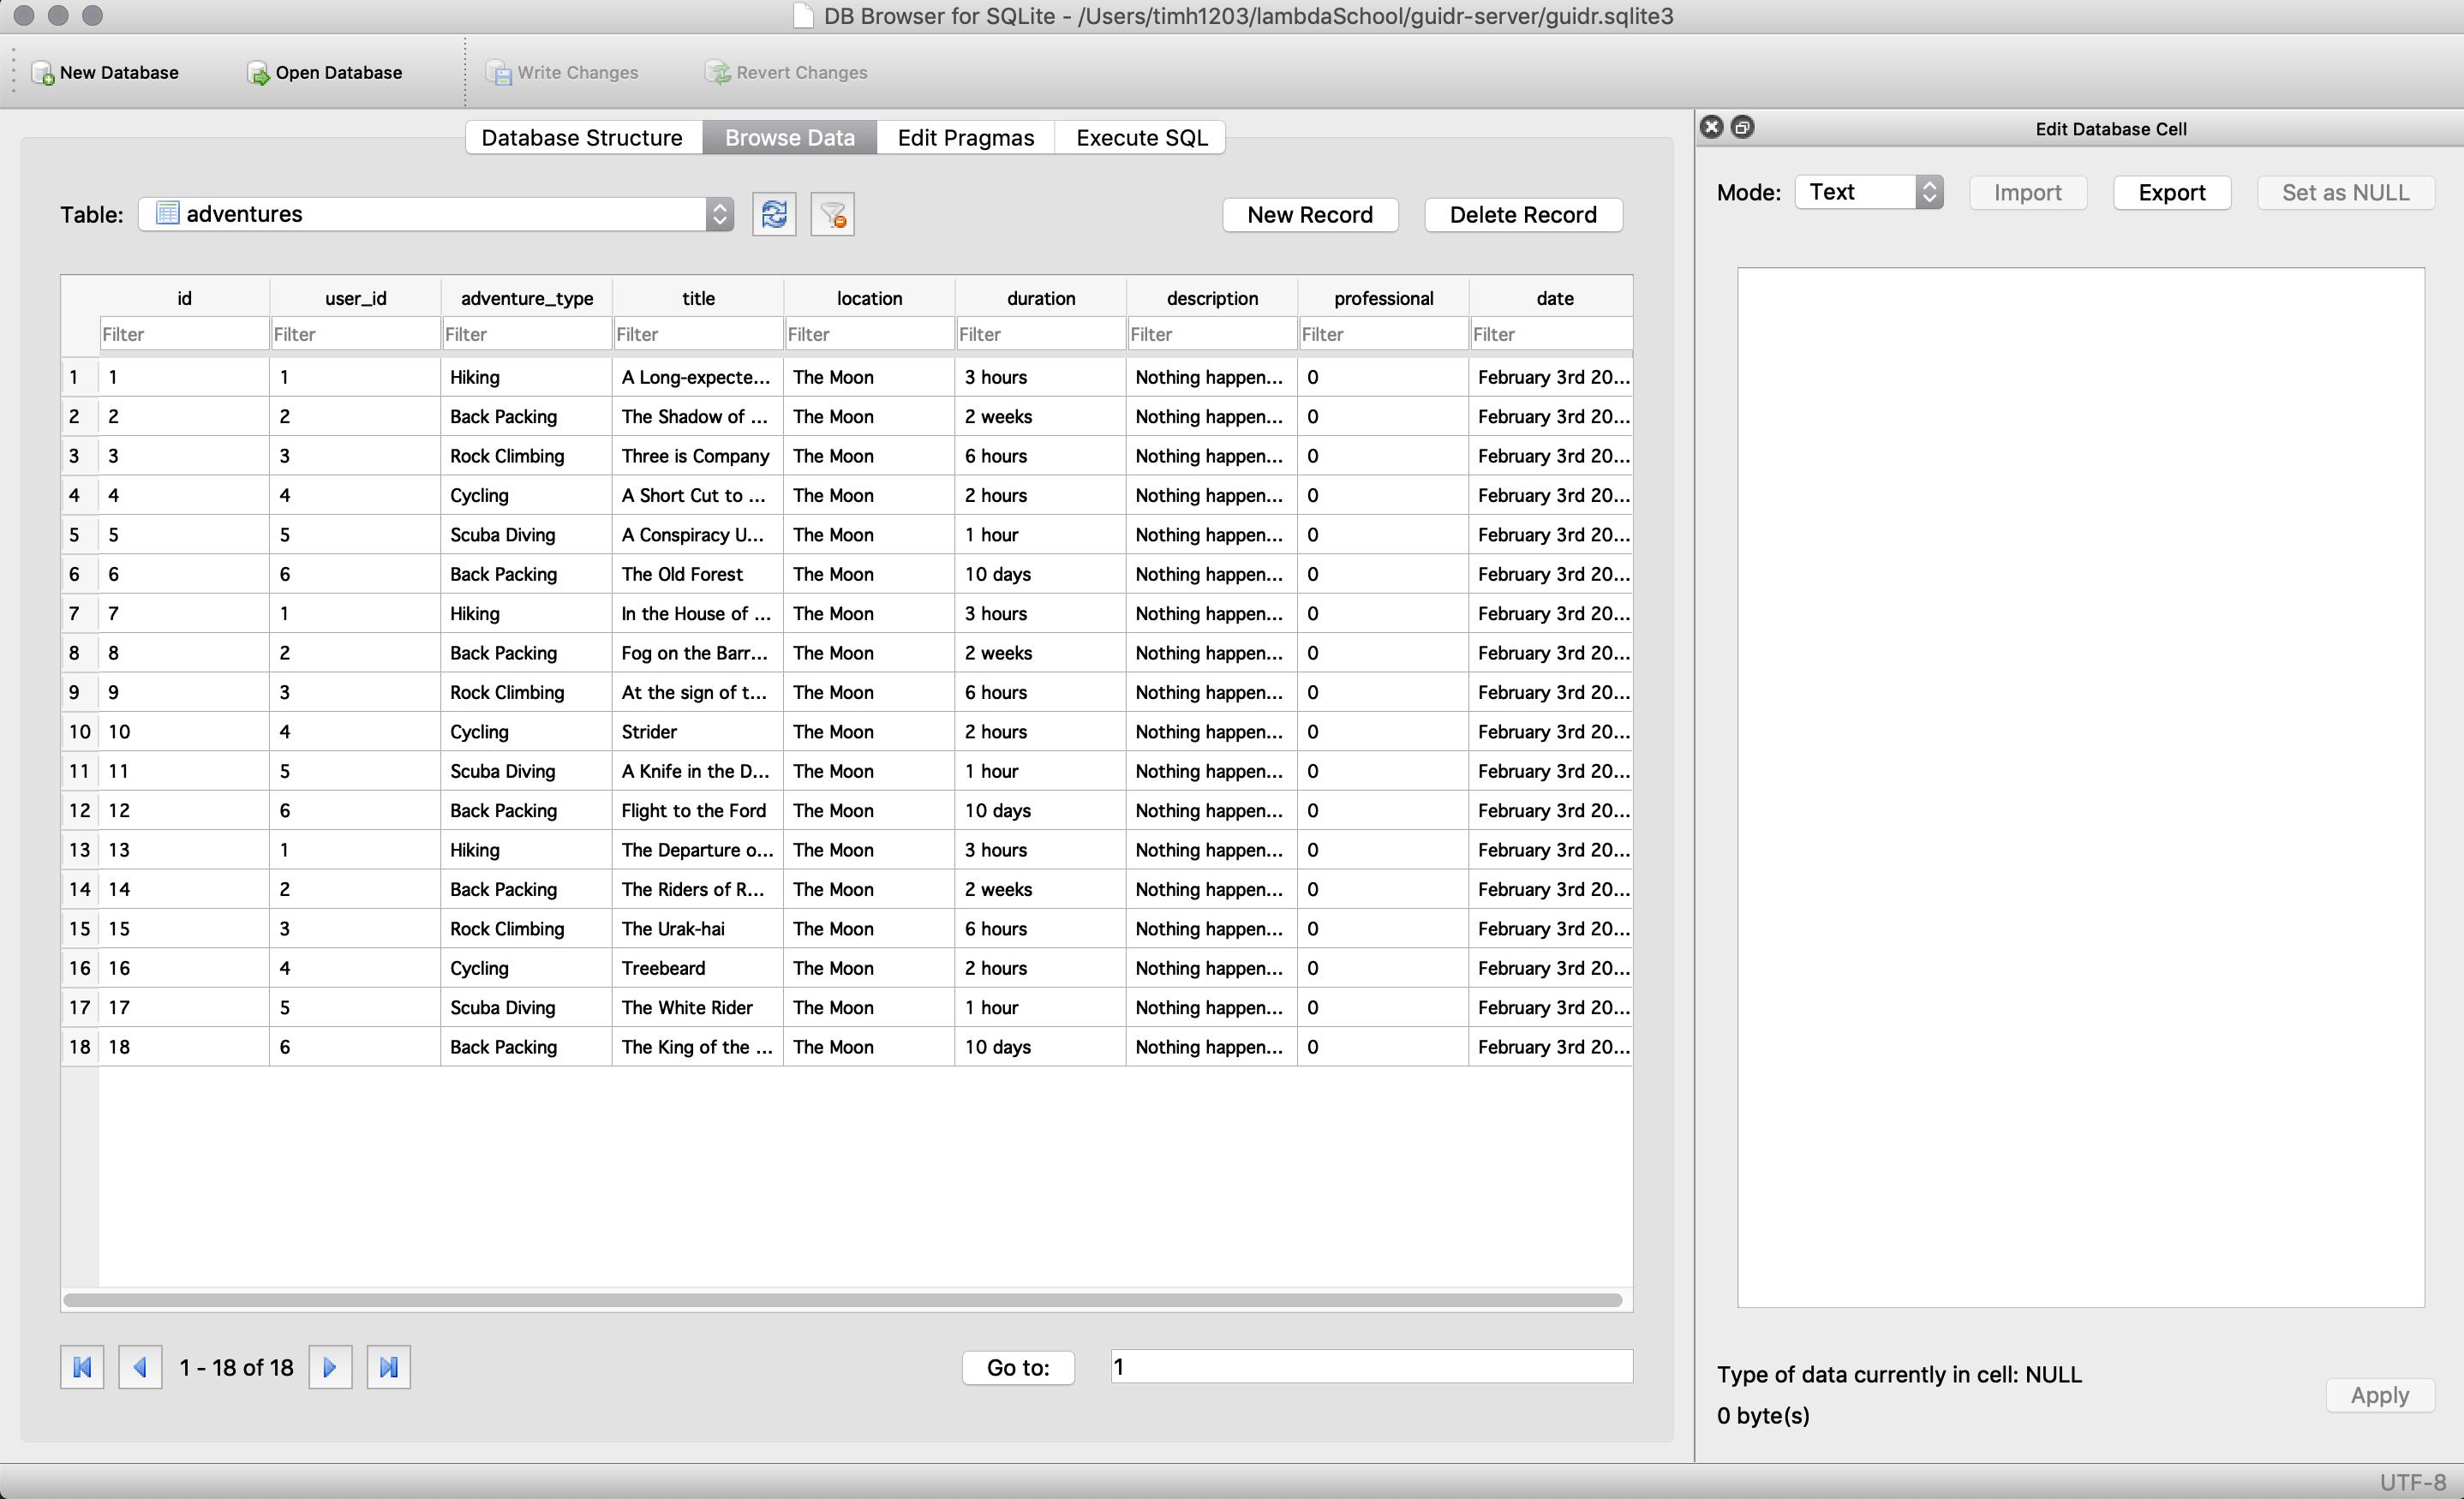 DB Browser for SQLite - /Users/timh1203/lambdaSchool/guidr-server/guidr.sqlite3
New Database Open Database Write Changes Revert Changes
Database Structure Browse Data Edit Pragmas Execute SQL
Table: adventures New Record Delete Record
id user_id adventure_type title location duration description professional date
Filter Filter Filter Filter Filter Filter Filter Filter Filter
1 1 1 Hiking A Long-expecte... The Moon 3 hours Nothing happen... 0 February 3rd 20...
2 2 2 Back Packing The Shadow of ... The Moon 2 weeks Nothing happen... 0 February 3rd 20...
3 3 3 Rock Climbing Three is Company The Moon 6 hours Nothing happen... 0 February 3rd 20...
4 4 4 Cycling A Short Cut to ... The Moon 2 hours Nothing happen... 0 February 3rd 20...
5 5 5 Scuba Diving A Conspiracy U... The Moon 1 hour Nothing happen... 0 February 3rd 20...
6 6 6 Back Packing The Old Forest The Moon 10 days Nothing happen... 0 February 3rd 20...
7 7 1 Hiking In the House of ... The Moon 3 hours Nothing happen... 0 February 3rd 20...
8 8 2 Back Packing Fog on the Barr... The Moon 2 weeks Nothing happen... 0 February 3rd 20...
9 9 3 Rock Climbing At the sign of t... The Moon 6 hours Nothing happen... 0 February 3rd 20...
10 10 4 Cycling Strider The Moon 2 hours Nothing happen... 0 February 3rd 20...
11 11 5 Scuba Diving A Knife in the D... The Moon 1 hour Nothing happen... 0 February 3rd 20...
12 12 6 Back Packing Flight to the Ford The Moon 10 days Nothing happen... 0 February 3rd 20...
13 13 1 Hiking The Departure o... The Moon 3 hours Nothing happen... 0 February 3rd 20...
14 14 2 Back Packing The Riders of R... The Moon 2 weeks Nothing happen... 0 February 3rd 20...
15 15 3 Rock Climbing The Urak-hai The Moon 6 hours Nothing happen... 0 February 3rd 20...
16 16 4 Cycling Treebeard The Moon 2 hours Nothing happen... 0 February 3rd 20...
17 17 5 Scuba Diving The White Rider The Moon 1 hour Nothing happen... 0 February 3rd 20...
18 18 6 Back Packing The King of the ... The Moon 10 days Nothing happen... 0 February 3rd 20...
1 - 18 of 18 Go to: 1
Edit Database Cell
Mode: Text Import Export Set as NULL
Type of data currently in cell: NULL
0 byte(s)
Apply
UTF-8